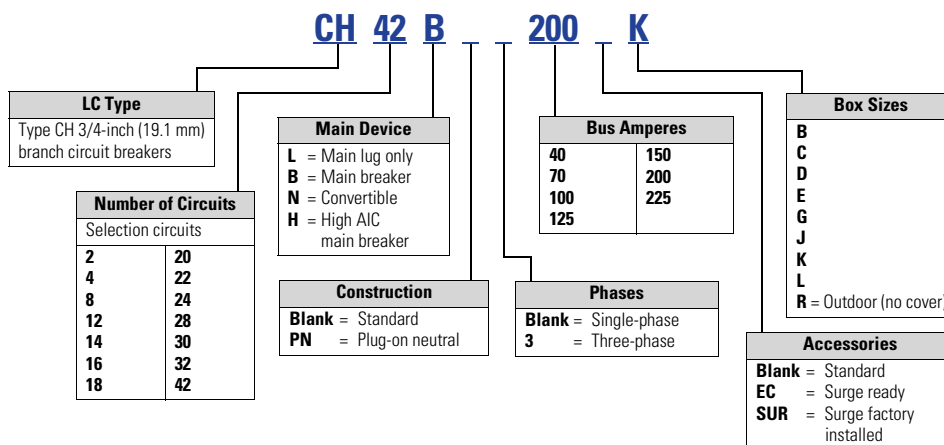 CH 42 B _ _ 200 _ K
LC Type
Type CH 3/4-inch (19.1 mm)
branch circuit breakers
Number of Circuits
Selection circuits
2 20
4 22
8 24
12 28
14 30
16 32
18 42
Main Device
L = Main lug only
B = Main breaker
N = Convertible
H = High AIC
main breaker
Construction
Blank = Standard
PN = Plug-on neutral
Bus Amperes
40 150
70 200
100 225
125
Phases
Blank = Single-phase
3 = Three-phase
Box Sizes
B
C
D
E
G
J
K
L
R = Outdoor (no cover)
Accessories
Blank = Standard
EC = Surge ready
SUR = Surge factory
installed